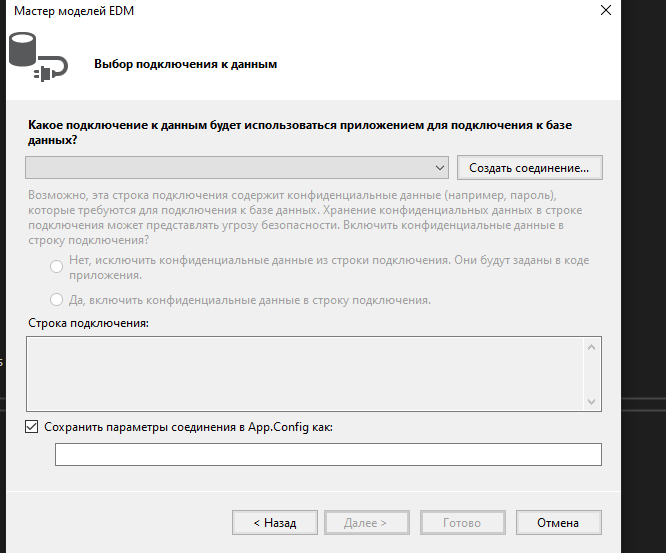 Мастер моделей EDM
Выбор подключения к данным
Какое подключение к данным будет использоваться приложением для подключения к базе
данных?
Создать соединение...
Возможно, эта строка подключения содержит конфиденциальные данные (например, пароль),
которые требуются для подключения к базе данных. Хранение конфиденциальных данных в строке
подключения может представлять угрозу безопасности. Включить конфиденциальные данные в
строку подключения?
Нет, исключить конфиденциальные данные из строки подключения. Они будут заданы в коде
приложения.
Да, включить конфиденциальные данные в строку подключения.
Строка подключения:
s
Сохранить параметры соединения в App.Config как:
< Назад
Далее >
Готово
Отмена